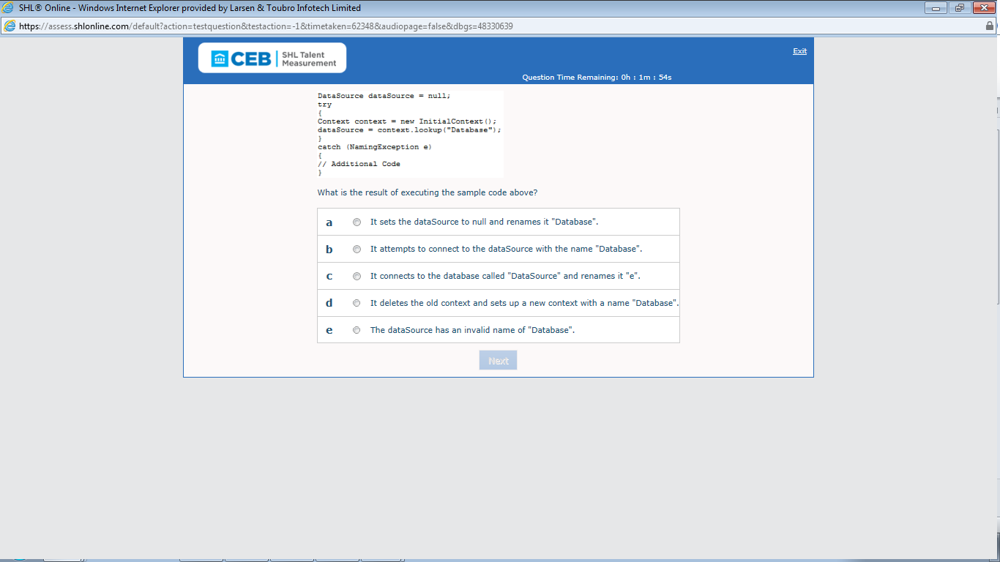 SHL® Online - Windows Internet Explorer provided by Larsen & Toubro Infotech Limited
https://assess.shlonline.com/default?action=testquestion&testaction=-1&timetaken=62348&audiopage=false&dbgs=48330639
CEB SHL Talent
Measurement
Exit
Question Time Remaining: 0h : 1m : 54s
DataSource dataSource = null;
try
{
Context context = new InitialContext();
dataSource = context.lookup("Database");
}
catch (NamingException e)
{
// Additional Code
}
What is the result of executing the sample code above?
a It sets the dataSource to null and renames it "Database".
b It attempts to connect to the dataSource with the name "Database".
c It connects to the database called "DataSource" and renames it "e".
d It deletes the old context and sets up a new context with a name "Database".
e The dataSource has an invalid name of "Database".
Next